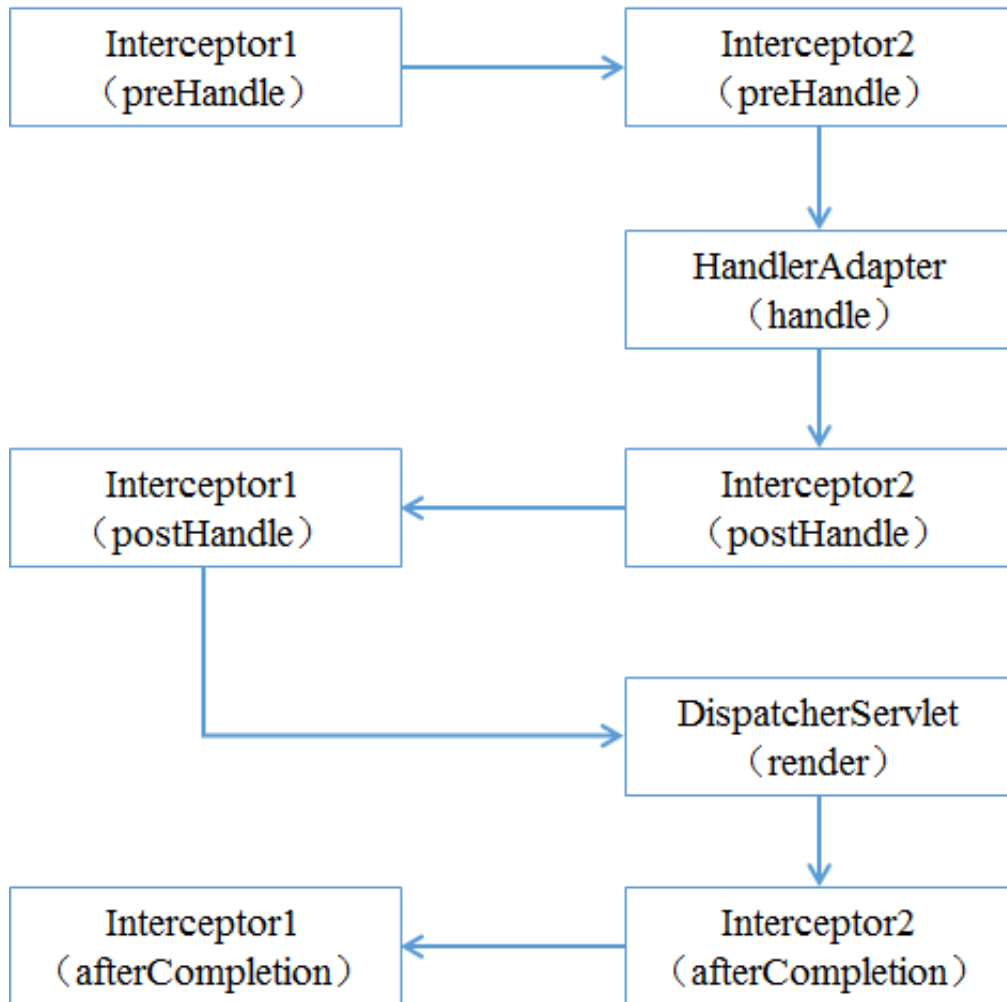 Interceptor1
（preHandle）
Interceptor2
（preHandle）
HandlerAdapter
（handle）
Interceptor1
（postHandle）
Interceptor2
（postHandle）
DispatcherServlet
（render）
Interceptor1
（afterCompletion）
Interceptor2
（afterCompletion）